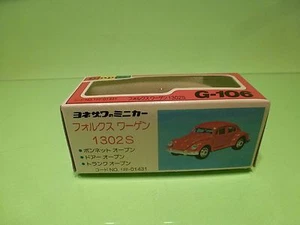 G-106
ヨネザワのミニカー
フォルクス ワーゲン
1302S
•ボンネット オープン
•ドアー オープン
•トランク オープン